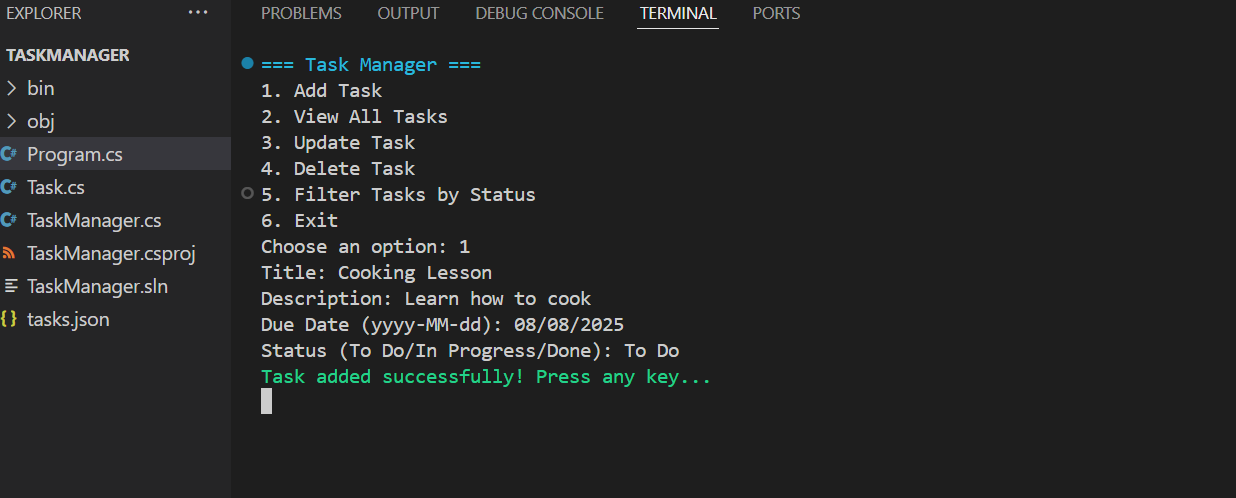 EXPLORER
TASKMANAGER
bin
obj
Program.cs
Task.cs
TaskManager.cs
TaskManager.csproj
TaskManager.sln
tasks.json
PROBLEMS OUTPUT DEBUG CONSOLE TERMINAL PORTS
=== Task Manager ===
1. Add Task
2. View All Tasks
3. Update Task
4. Delete Task
5. Filter Tasks by Status
6. Exit
Choose an option: 1
Title: Cooking Lesson
Description: Learn how to cook
Due Date (yyyy-MM-dd): 08/08/2025
Status (To Do/In Progress/Done): To Do
Task added successfully! Press any key...